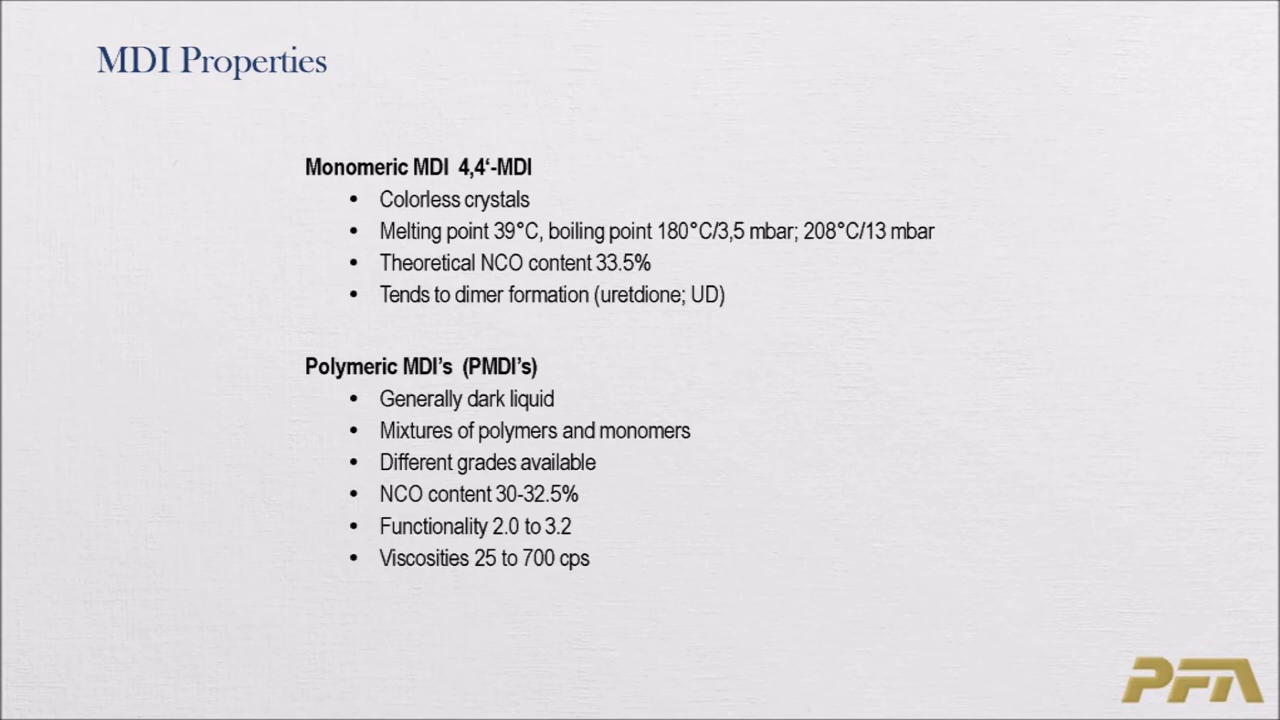 MDI Properties
Monomeric MDI 4,4‘-MDI
• Colorless crystals
• Melting point 39°C, boiling point 180°C/3,5 mbar; 208°C/13 mbar
• Theoretical NCO content 33.5%
• Tends to dimer formation (uretdione; UD)
Polymeric MDI’s (PMDI’s)
• Generally dark liquid
• Mixtures of polymers and monomers
• Different grades available
• NCO content 30-32.5%
• Functionality 2.0 to 3.2
• Viscosities 25 to 700 cps
PFA